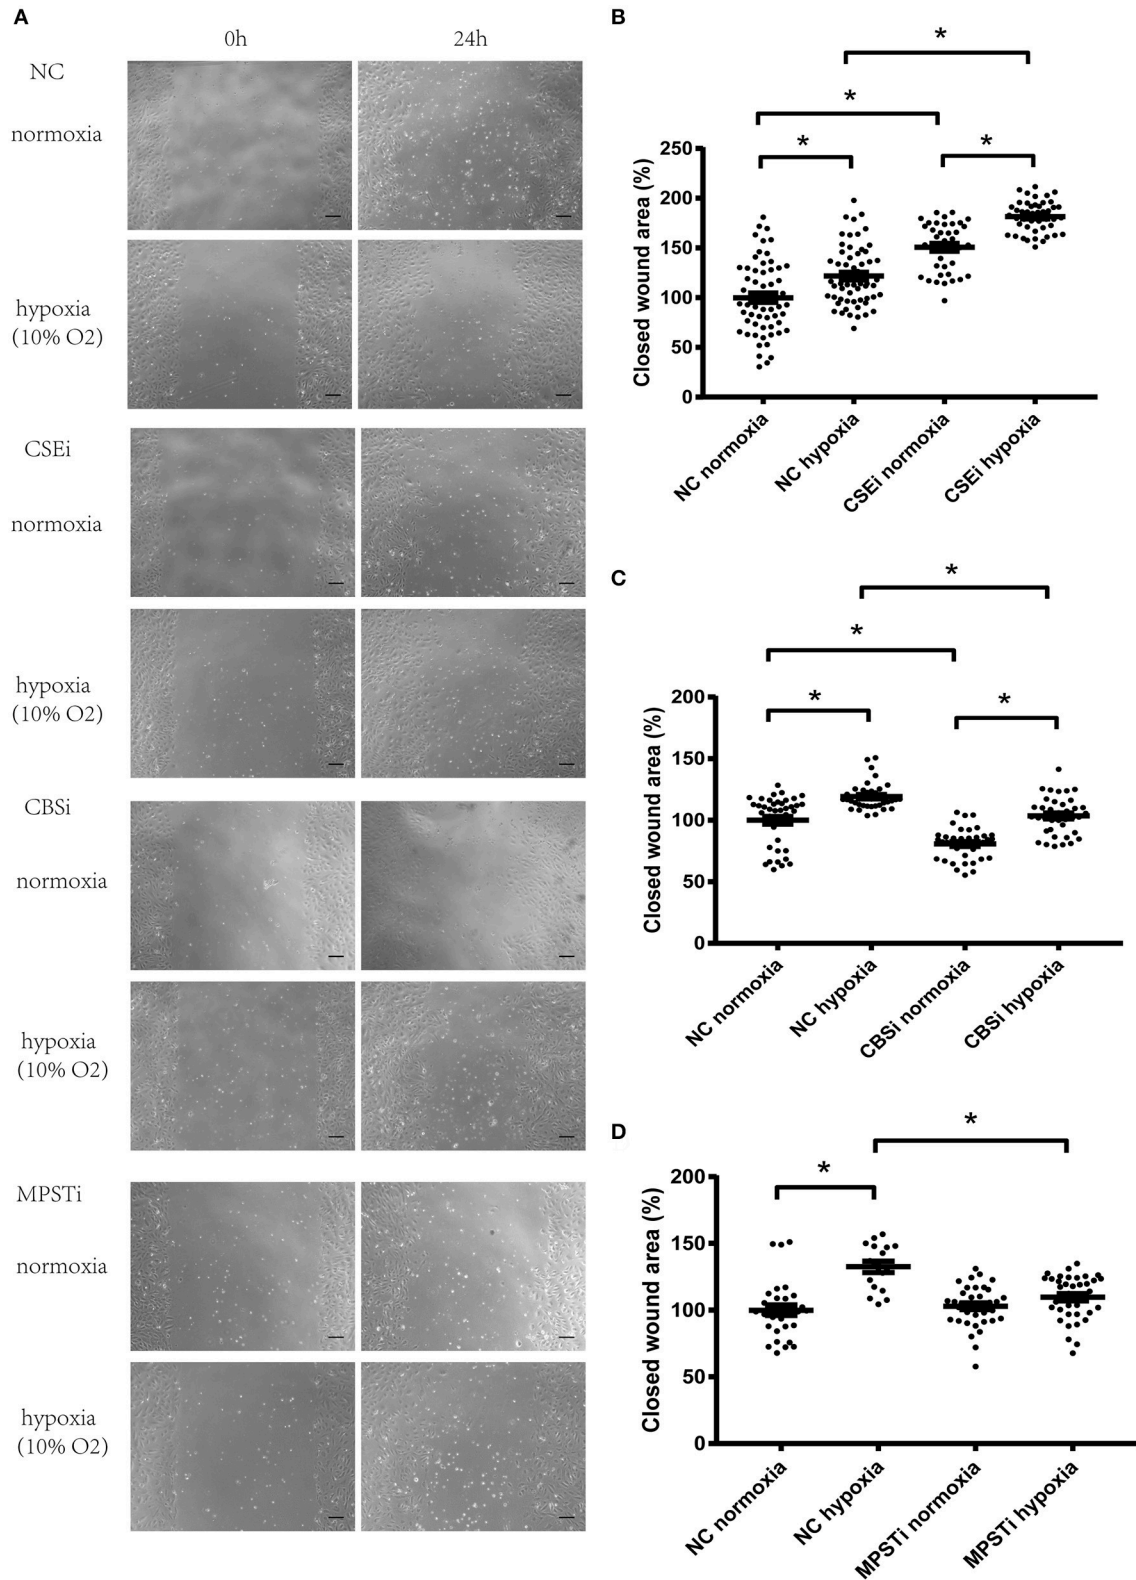 A
0h 24h
NC
normoxia
hypoxia
(10% O2)
CSEi
normoxia
hypoxia
(10% O2)
CBSi
normoxia
hypoxia
(10% O2)
MPSTi
normoxia
hypoxia
(10% O2)
B
*
*
* *
Closed wound area (%)
250
200
150
100
50
0
NC normoxia
NC hypoxia
CSEi normoxia
CSEi hypoxia
C
*
*
* *
Closed wound area (%)
200
150
100
50
0
NC normoxia
NC hypoxia
CBSi normoxia
CBSi hypoxia
D
*
*
Closed wound area (%)
200
150
100
50
0
NC normoxia
NC hypoxia
MPSTi normoxia
MPSTi hypoxia